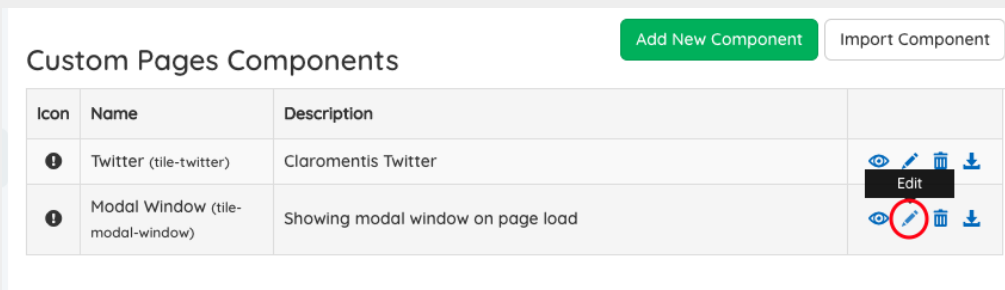 Add New Component
Import Component
Custom Pages Components
Icon
Name
Description
Twitter (tile-twitter)
Claromentis Twitter
Edit
Modal Window (tile-
modal-window)
Showing modal window on page load